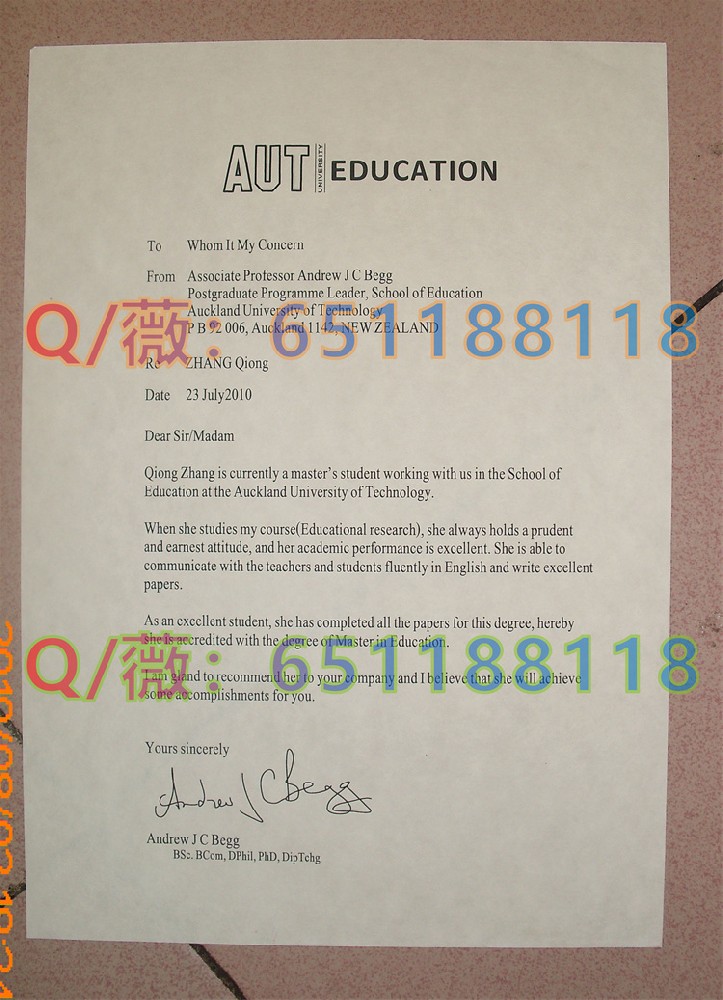 AUT UNIVERSITY EDUCATION
To Whom It My Concern
From Associate Professor Andrew J C Begg
Postgraduate Programme Leader, School of Education
Auckland University of Technology
P B 92 006, Auckland 1142, NEW ZEALAND
Q/薇：651188118
Re ZHANG Qiong
Date 23 July2010
Dear Sir/Madam
Qiong Zhang is currently a master's student working with us in the School of
Education at the Auckland University of Technology.
When she studies my course(Educational research), she always holds a prudent
and earnest attitude, and her academic performance is excellent. She is able to
communicate with the teachers and students fluently in English and write excellent
papers.
As an excellent student, she has completed all the papers for this degree, hereby
she is accredited with the degree of Master in Education.
Q/薇：651188118
I am gland to recommend her to your company and I believe that she will achieve
some accomplishments for you.
Yours sincerely
Andrew J C Begg
Andrew J C Begg
BSc. BCom, DPhil, PhD, DipTchg